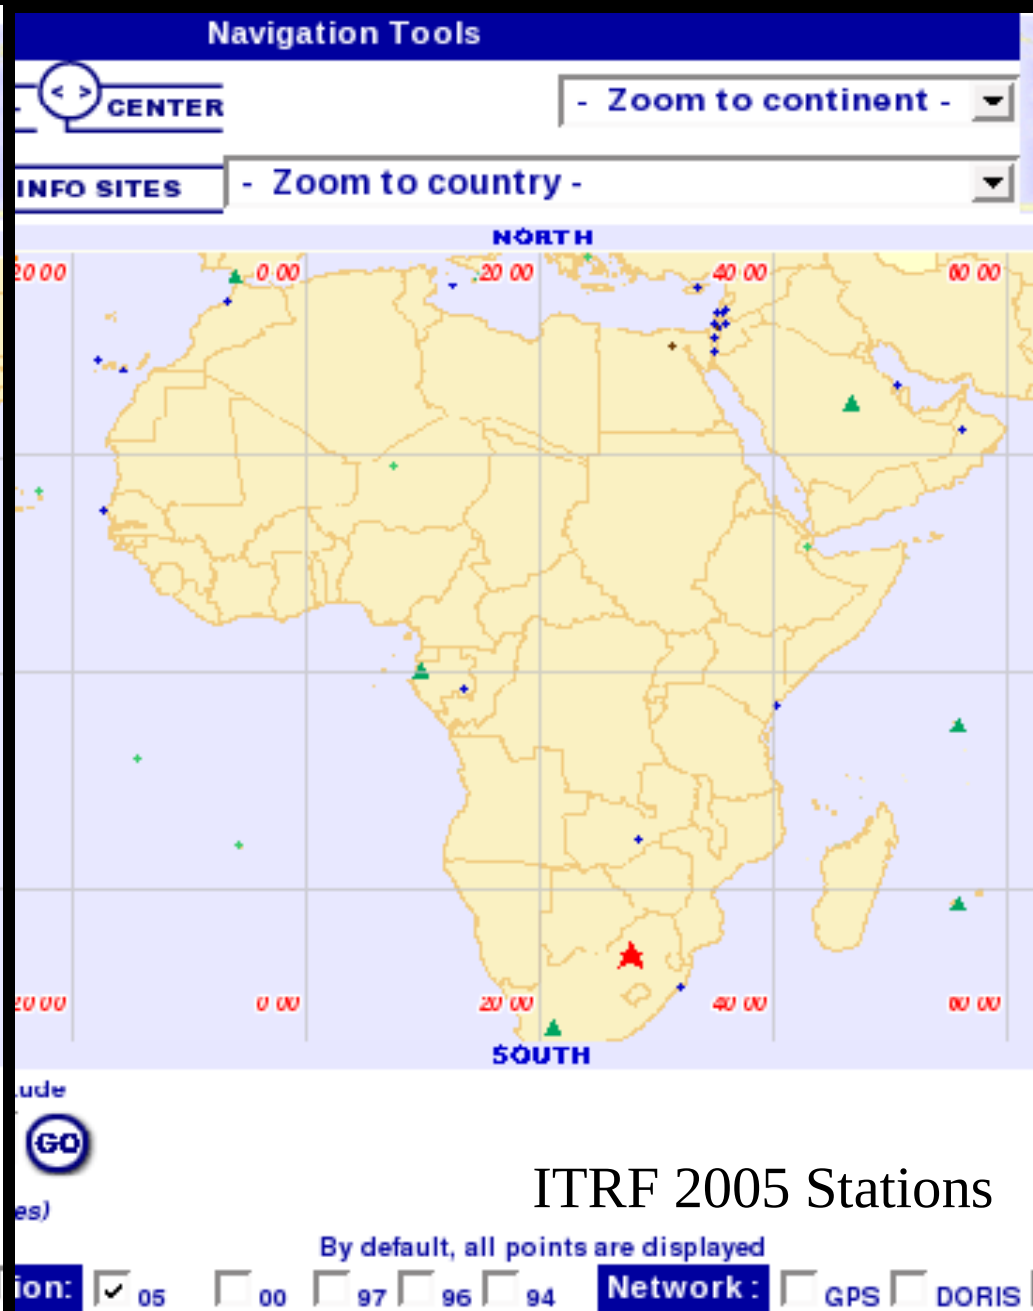 Navigation Tools
< > CENTER
- Zoom to continent -
INFO SITES
- Zoom to country -
NORTH
20 00 0 00 20 00 40 00 60 00
20 00 0 00 20 00 40 00 60 00
SOUTH
ude
GO
ITRF 2005 Stations
es)
By default, all points are displayed
ion: 05 00 97 96 94 Network : GPS DORIS